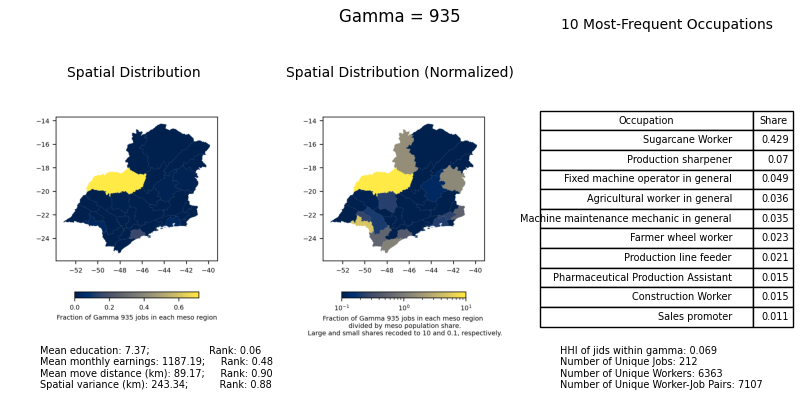 Gamma = 935
10 Most-Frequent Occupations
Spatial Distribution
Spatial Distribution (Normalized)
−14
−16
−18
−20
−22
−24
−52 −50 −48 −46 −44 −42 −40
0.0 0.2 0.4 0.6
Fraction of Gamma 935 jobs in each meso region
−14
−16
−18
−20
−22
−24
−52 −50 −48 −46 −44 −42 −40
10⁻¹ 10⁰ 10¹
Fraction of Gamma 935 jobs in each meso region
divided by meso population share.
Large and small shares recoded to 10 and 0.1, respectively.
Occupation Share
Sugarcane Worker 0.429
Production sharpener 0.07
Fixed machine operator in general 0.049
Agricultural worker in general 0.036
Machine maintenance mechanic in general 0.035
Farmer wheel worker 0.023
Production line feeder 0.021
Pharmaceutical Production Assistant 0.015
Construction Worker 0.015
Sales promoter 0.011
Mean education: 7.37; Rank: 0.06
Mean monthly earnings: 1187.19; Rank: 0.48
Mean move distance (km): 89.17; Rank: 0.90
Spatial variance (km): 243.34; Rank: 0.88
HHI of jids within gamma: 0.069
Number of Unique Jobs: 212
Number of Unique Workers: 6363
Number of Unique Worker-Job Pairs: 7107